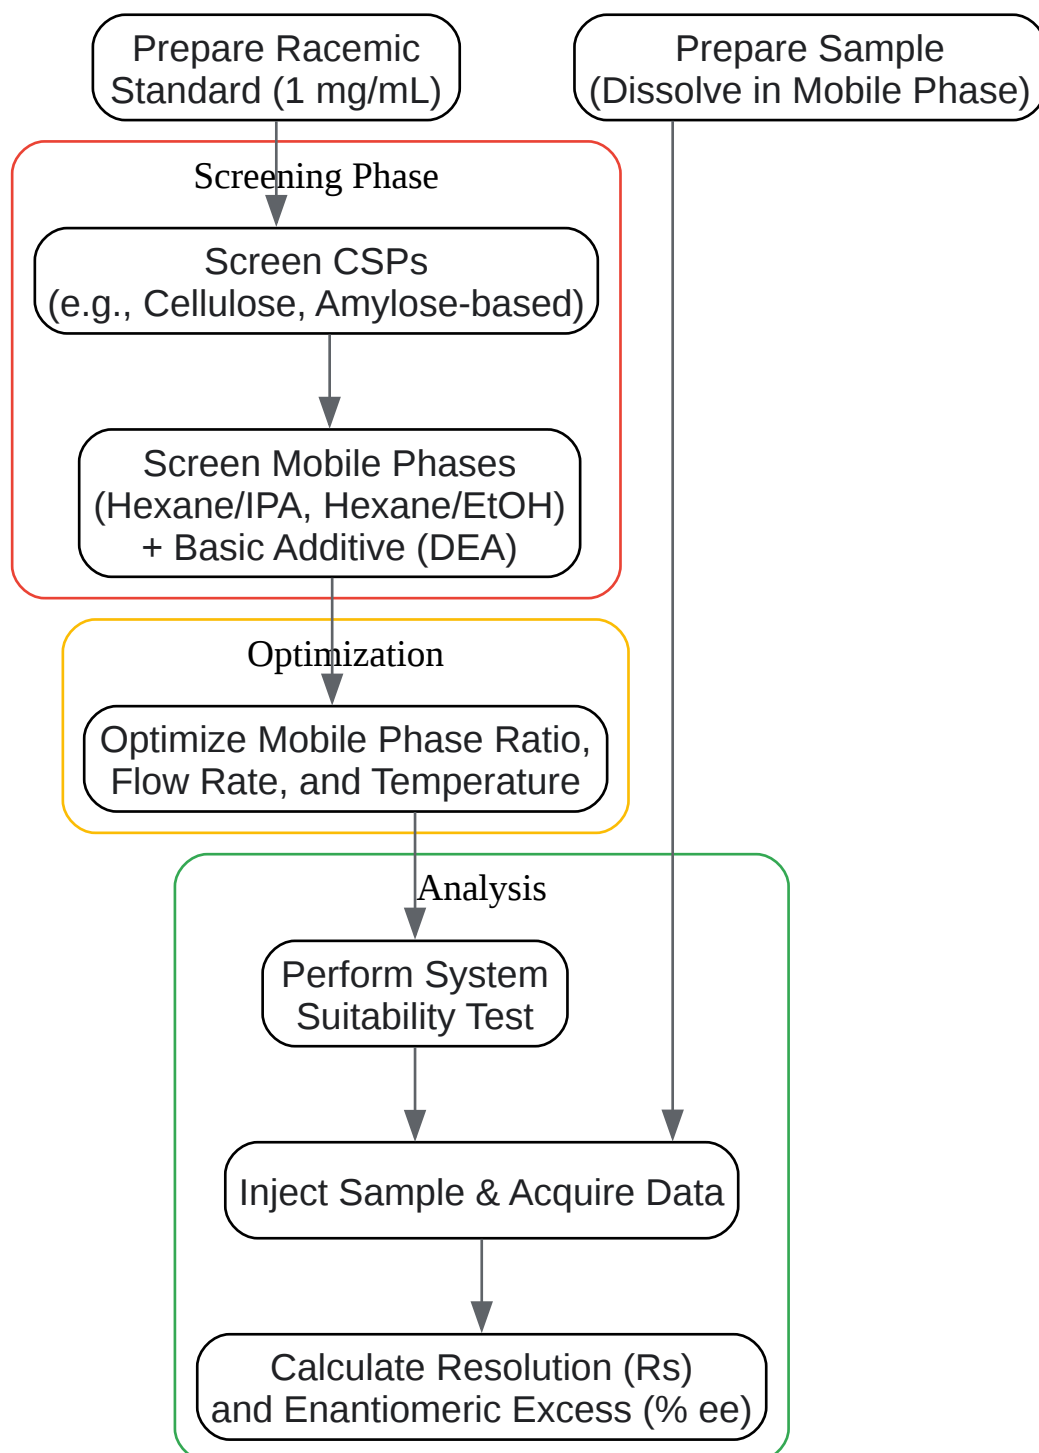 Prepare Racemic
Standard (1 mg/mL)
Prepare Sample
(Dissolve in Mobile Phase)
Screening Phase
Screen CSPs
(e.g., Cellulose, Amylose-based)
Screen Mobile Phases
(Hexane/IPA, Hexane/EtOH)
+ Basic Additive (DEA)
Optimization
Optimize Mobile Phase Ratio,
Flow Rate, and Temperature
Analysis
Perform System
Suitability Test
Inject Sample & Acquire Data
Calculate Resolution (Rs)
and Enantiomeric Excess (% ee)